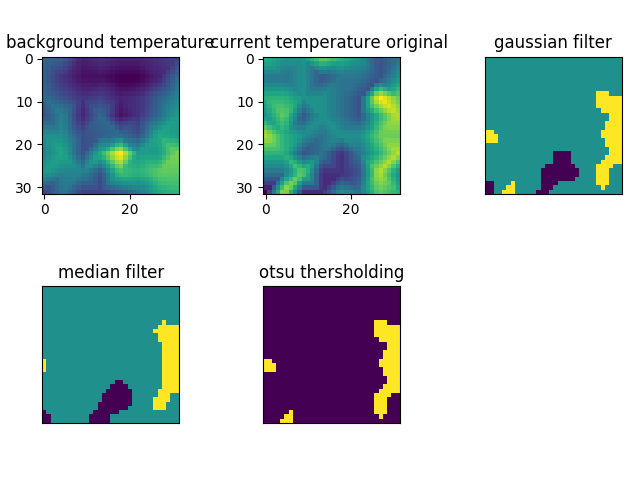 background temperature
current temperature original
gaussian filter
0
10
20
30
0
20
0
10
20
30
0
20
median filter
otsu thersholding